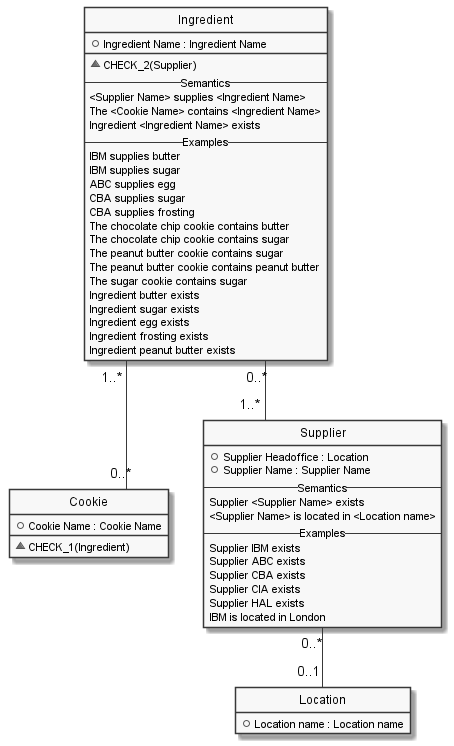 Ingredient
Ingredient Name : Ingredient Name
CHECK_2(Supplier)
Semantics
<Supplier Name> supplies <Ingredient Name>
The <Cookie Name> contains <Ingredient Name>
Ingredient <Ingredient Name> exists
Examples
IBM supplies butter
IBM supplies sugar
ABC supplies egg
CBA supplies sugar
CBA supplies frosting
The chocolate chip cookie contains butter
The chocolate chip cookie contains sugar
The peanut butter cookie contains sugar
The peanut butter cookie contains peanut butter
The sugar cookie contains sugar
Ingredient butter exists
Ingredient sugar exists
Ingredient egg exists
Ingredient frosting exists
Ingredient peanut butter exists
1..*
0..*
1..*
0..*
Cookie
Cookie Name : Cookie Name
CHECK_1(Ingredient)
Supplier
Supplier Headoffice : Location
Supplier Name : Supplier Name
Semantics
Supplier <Supplier Name> exists
<Supplier Name> is located in <Location name>
Examples
Supplier IBM exists
Supplier ABC exists
Supplier CBA exists
Supplier CIA exists
Supplier HAL exists
IBM is located in London
0..*
0..1
Location
Location name : Location name